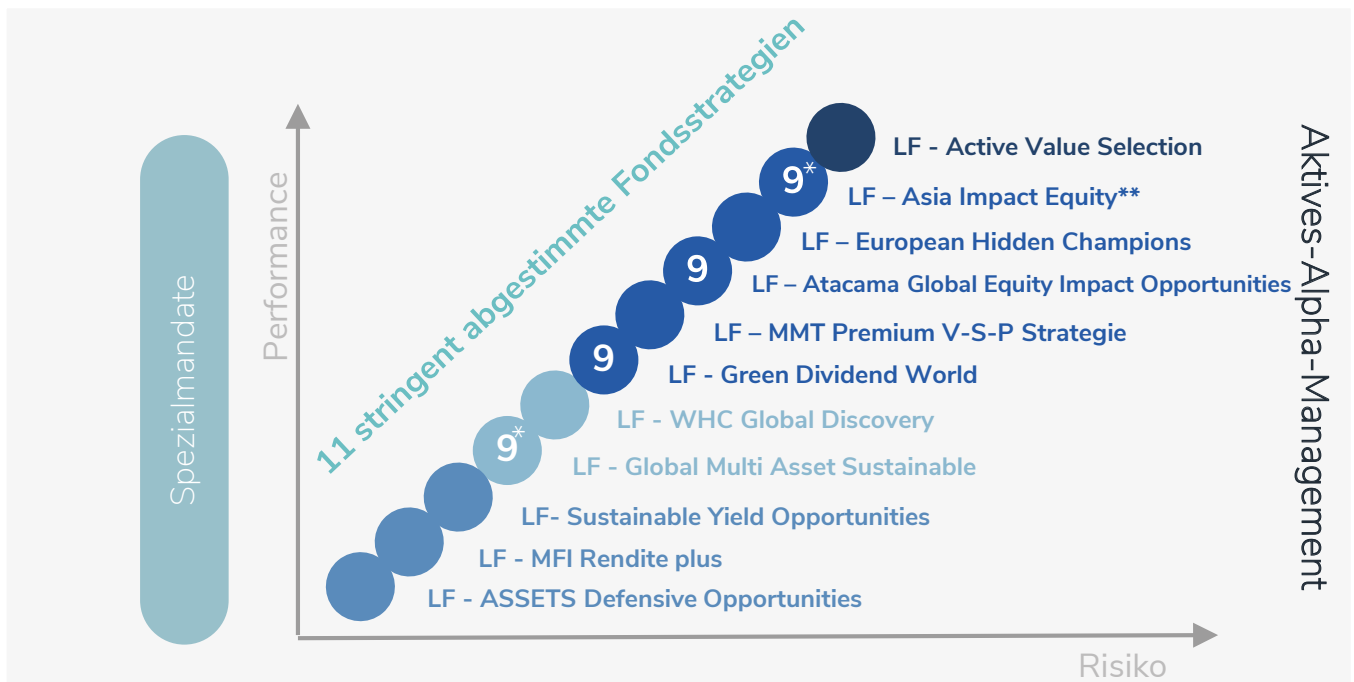 11 stringent abgestimmte Fondsstrategien
Spezialmandate
Performance
LF - Active Value Selection
9*
LF – Asia Impact Equity**
LF – European Hidden Champions
9
LF – Atacama Global Equity Impact Opportunities
LF – MMT Premium V-S-P Strategie
9
LF - Green Dividend World
LF - WHC Global Discovery
9*
LF - Global Multi Asset Sustainable
LF- Sustainable Yield Opportunities
LF - MFI Rendite plus
LF - ASSETS Defensive Opportunities
Risiko
Aktives-Alpha-Management